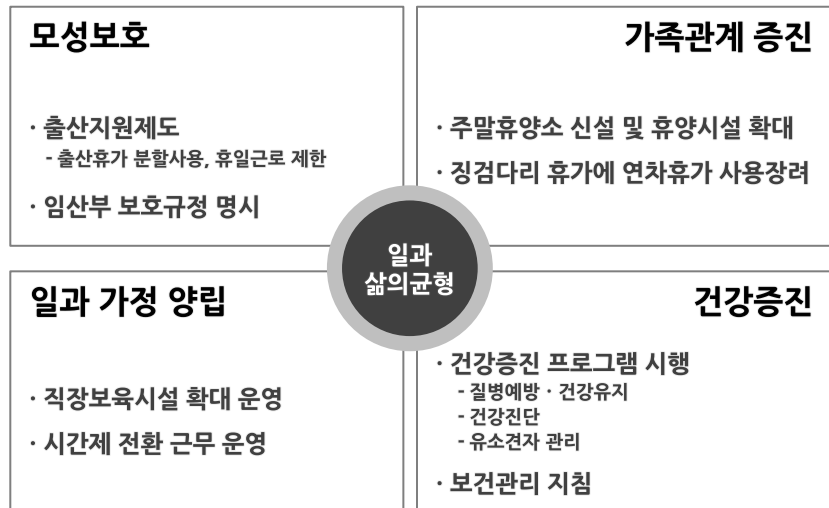 모성보호
· 출산지원제도
- 출산휴가 분할사용, 휴일근로 제한
· 임산부 보호규정 명시
가족관계 증진
· 주말휴양소 신설 및 휴양시설 확대
· 징검다리 휴가에 연차휴가 사용장려
일과
삶의균형
일과 가정 양립
· 직장보육시설 확대 운영
· 시간제 전환 근무 운영
건강증진
· 건강증진 프로그램 시행
- 질병예방 · 건강유지
- 건강진단
- 유소견자 관리
· 보건관리 지침